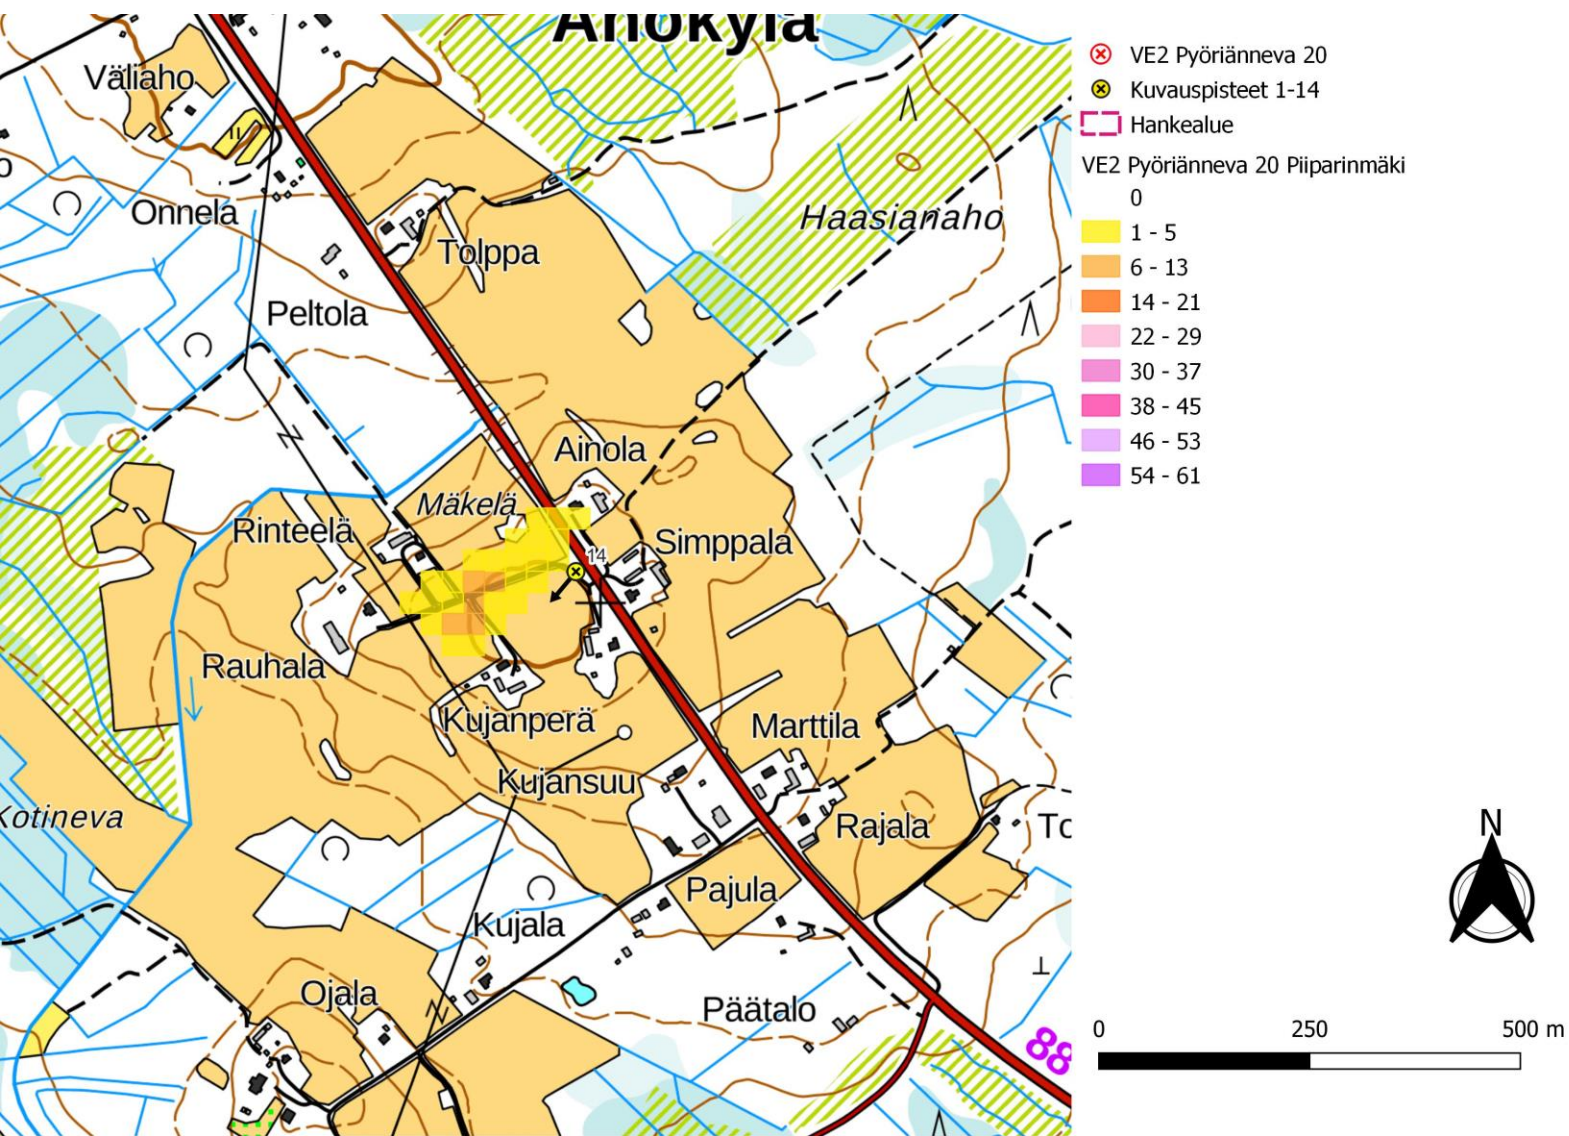 Ahokylä
Väliaho
Onnela
Tolppa
Haasianaho
Peltola
Ainola
Mäkelä
Rinteelä
Simppala
14
Rauhala
Kujanperä
Marttila
Kujansuu
Kotineva
Rajala
To
Pajula
Kujala
Ojala
Päätalo
88
VE2 Pyöriänneva 20
Kuvauspisteet 1-14
Hankealue
VE2 Pyöriänneva 20 Piiparinmäki
0
1 - 5
6 - 13
14 - 21
22 - 29
30 - 37
38 - 45
46 - 53
54 - 61
N
0 250 500 m